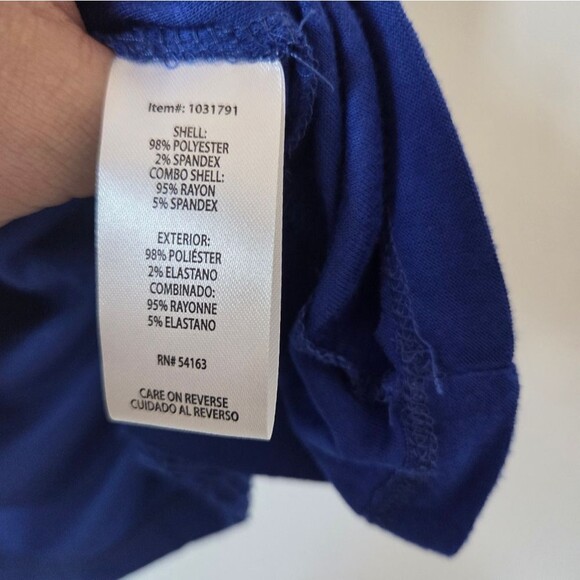 Item#: 1031791
SHELL:
98% POLYESTER
2% SPANDEX
COMBO SHELL:
95% RAYON
5% SPANDEX
EXTERIOR:
98% POLIÉSTER
2% ELASTANO
COMBINADO:
95% RAYONNE
5% ELASTANO
RN# 54163
CARE ON REVERSE
CUIDADO AL REVERSO